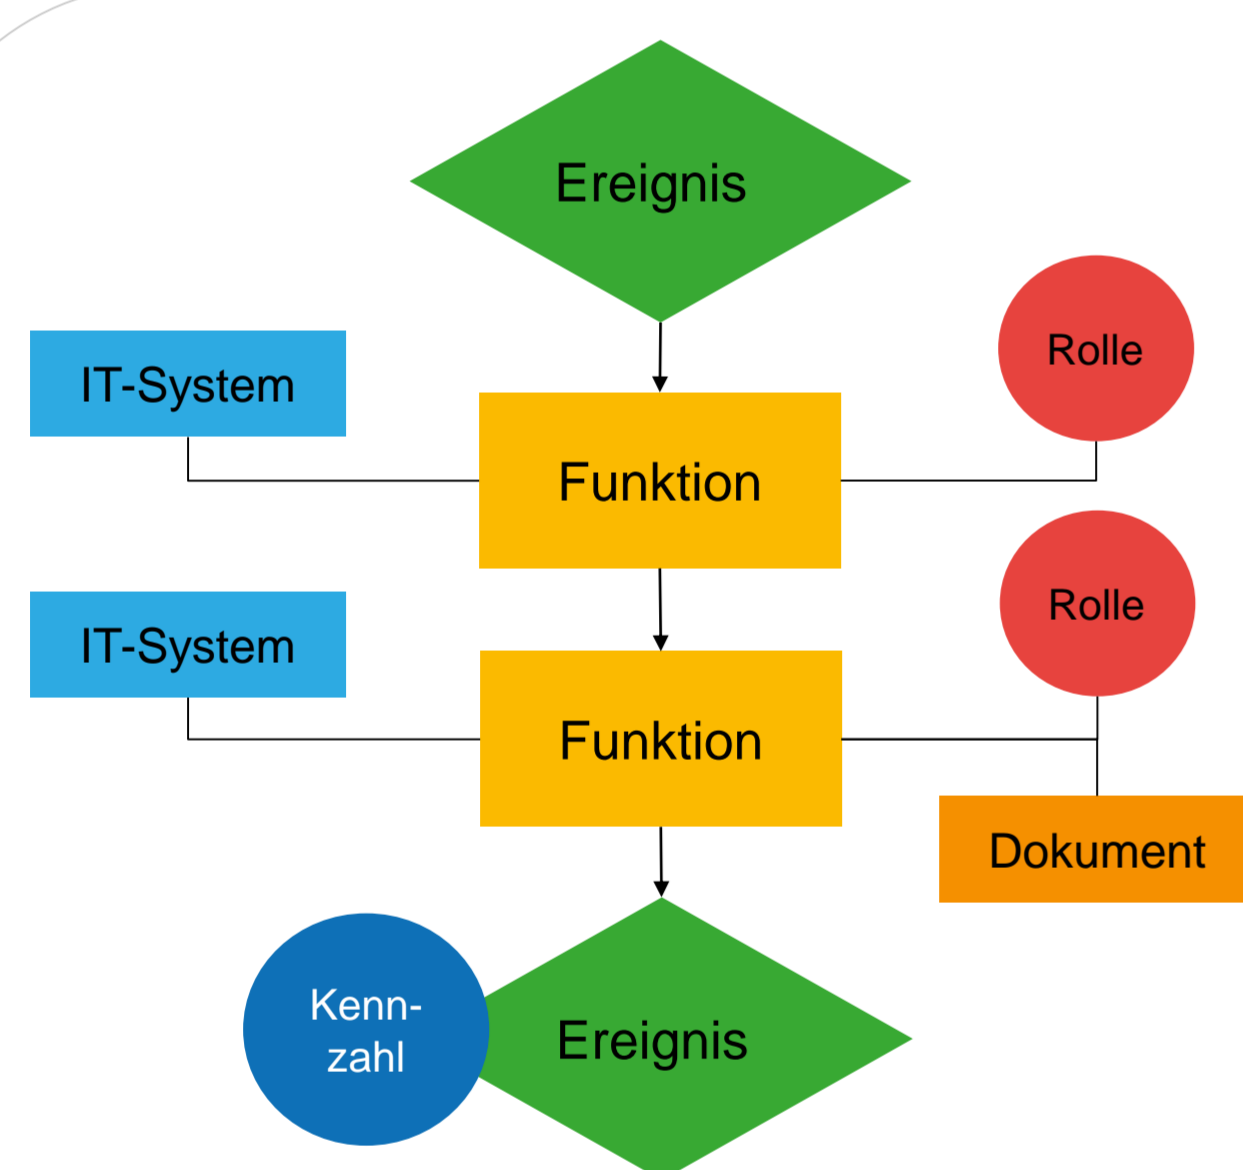 Ereignis
IT-System
Rolle
Funktion
IT-System
Rolle
Funktion
Dokument
Kenn-
zahl
Ereignis